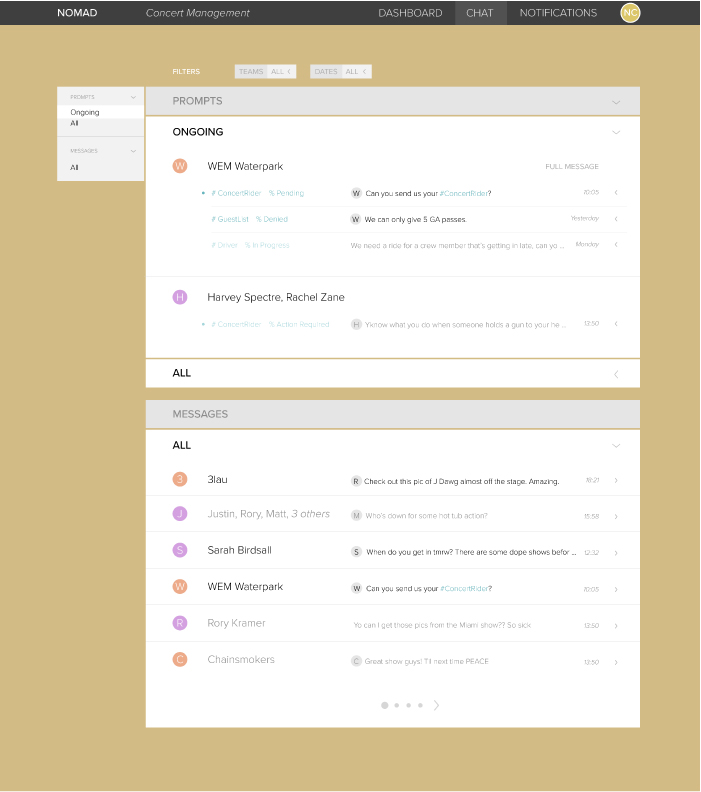 NOMAD Concert Management DASHBOARD CHAT NOTIFICATIONS NC
FILTERS TEAMS ALL DATES ALL
PROMPTS
Ongoing
All
MESSAGES
All
PROMPTS
ONGOING
W WEM Waterpark FULL MESSAGE
# ConcertRider % Pending W Can you send us your #ConcertRider? 10:05
# GuestList % Denied W We can only give 5 GA passes. Yesterday
# Driver % In Progress We need a ride for a crew member that's getting in late, can yo ... Monday
H Harvey Spectre, Rachel Zane
# ConcertRider % Action Required H Yknow what you do when someone holds a gun to your he ... 13:50
ALL
MESSAGES
ALL
3 3lau R Check out this pic of J Dawg almost off the stage. Amazing. 18:21
J Justin, Rory, Matt, 3 others M Who's down for some hot tub action? 15:58
S Sarah Birdsall S When do you get in tmrw? There are some dope shows befor ... 12:32
W WEM Waterpark W Can you send us your #ConcertRider? 10:05
R Rory Kramer Yo can I get those pics from the Miami show?? So sick 13:50
C Chainsmokers C Great show guys! Til next time PEACE 13:50